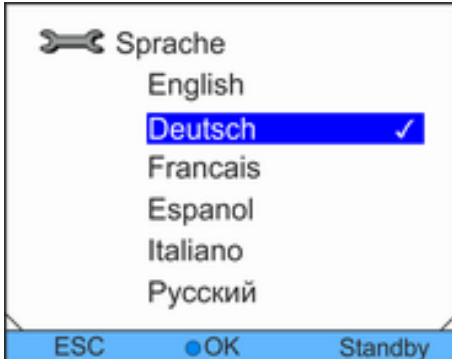 Sprache
English
Deutsch ✓
Francais
Espanol
Italiano
Русский
ESC OK Standby